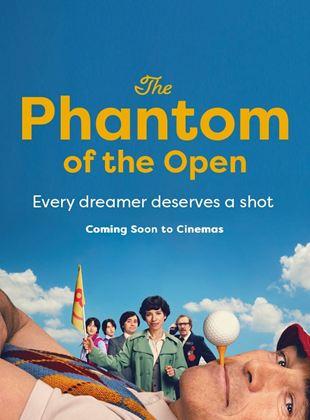 The
Phantom
of the Open
Every dreamer deserves a shot
Coming Soon to Cinemas